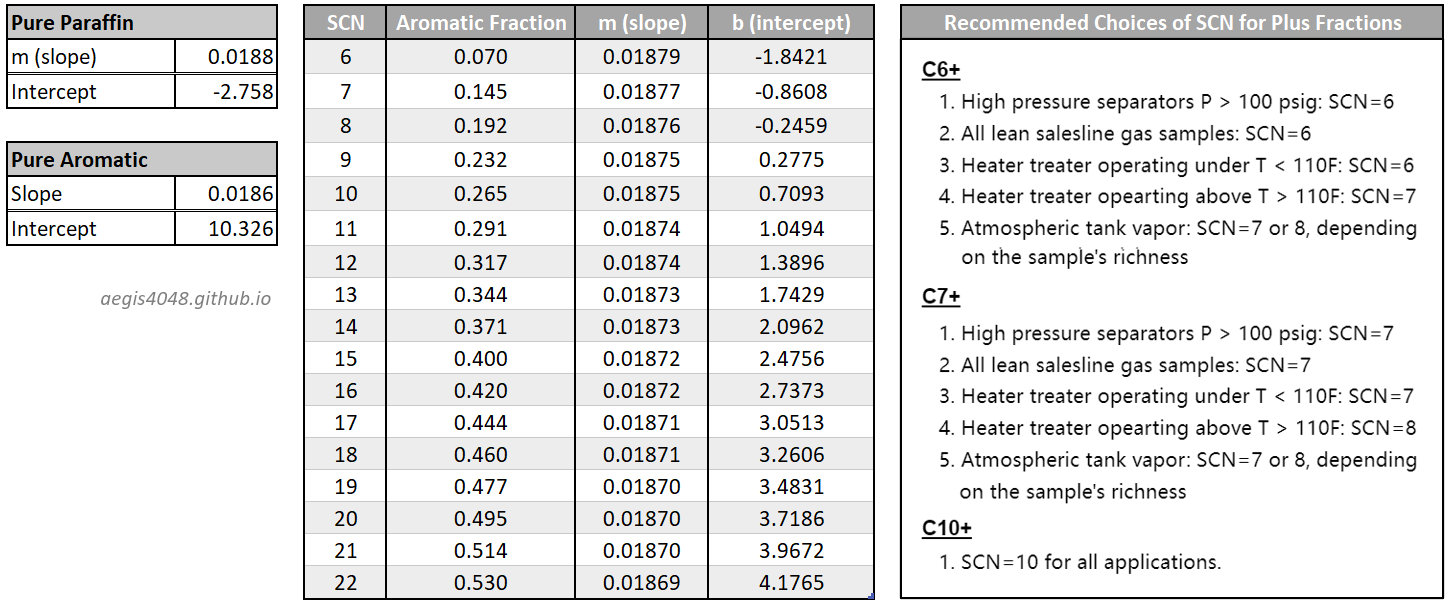 Pure Paraffin
m (slope) 0.0188
Intercept -2.758
Pure Aromatic
Slope 0.0186
Intercept 10.326
aegis4048.github.io
SCN Aromatic Fraction m (slope) b (intercept)
6 0.070 0.01879 -1.8421
7 0.145 0.01877 -0.8608
8 0.192 0.01876 -0.2459
9 0.232 0.01875 0.2775
10 0.265 0.01875 0.7093
11 0.291 0.01874 1.0494
12 0.317 0.01874 1.3896
13 0.344 0.01873 1.7429
14 0.371 0.01873 2.0962
15 0.400 0.01872 2.4756
16 0.420 0.01872 2.7373
17 0.444 0.01871 3.0513
18 0.460 0.01871 3.2606
19 0.477 0.01870 3.4831
20 0.495 0.01870 3.7186
21 0.514 0.01870 3.9672
22 0.530 0.01869 4.1765
Recommended Choices of SCN for Plus Fractions
C6+
1. High pressure separators P > 100 psig: SCN=6
2. All lean salesline gas samples: SCN=6
3. Heater treater operating under T < 110F: SCN=6
4. Heater treater opearting above T > 110F: SCN=7
5. Atmospheric tank vapor: SCN=7 or 8, depending
on the sample's richness
C7+
1. High pressure separators P > 100 psig: SCN=7
2. All lean salesline gas samples: SCN=7
3. Heater treater operating under T < 110F: SCN=7
4. Heater treater opearting above T > 110F: SCN=8
5. Atmospheric tank vapor: SCN=7 or 8, depending
on the sample's richness
C10+
1. SCN=10 for all applications.